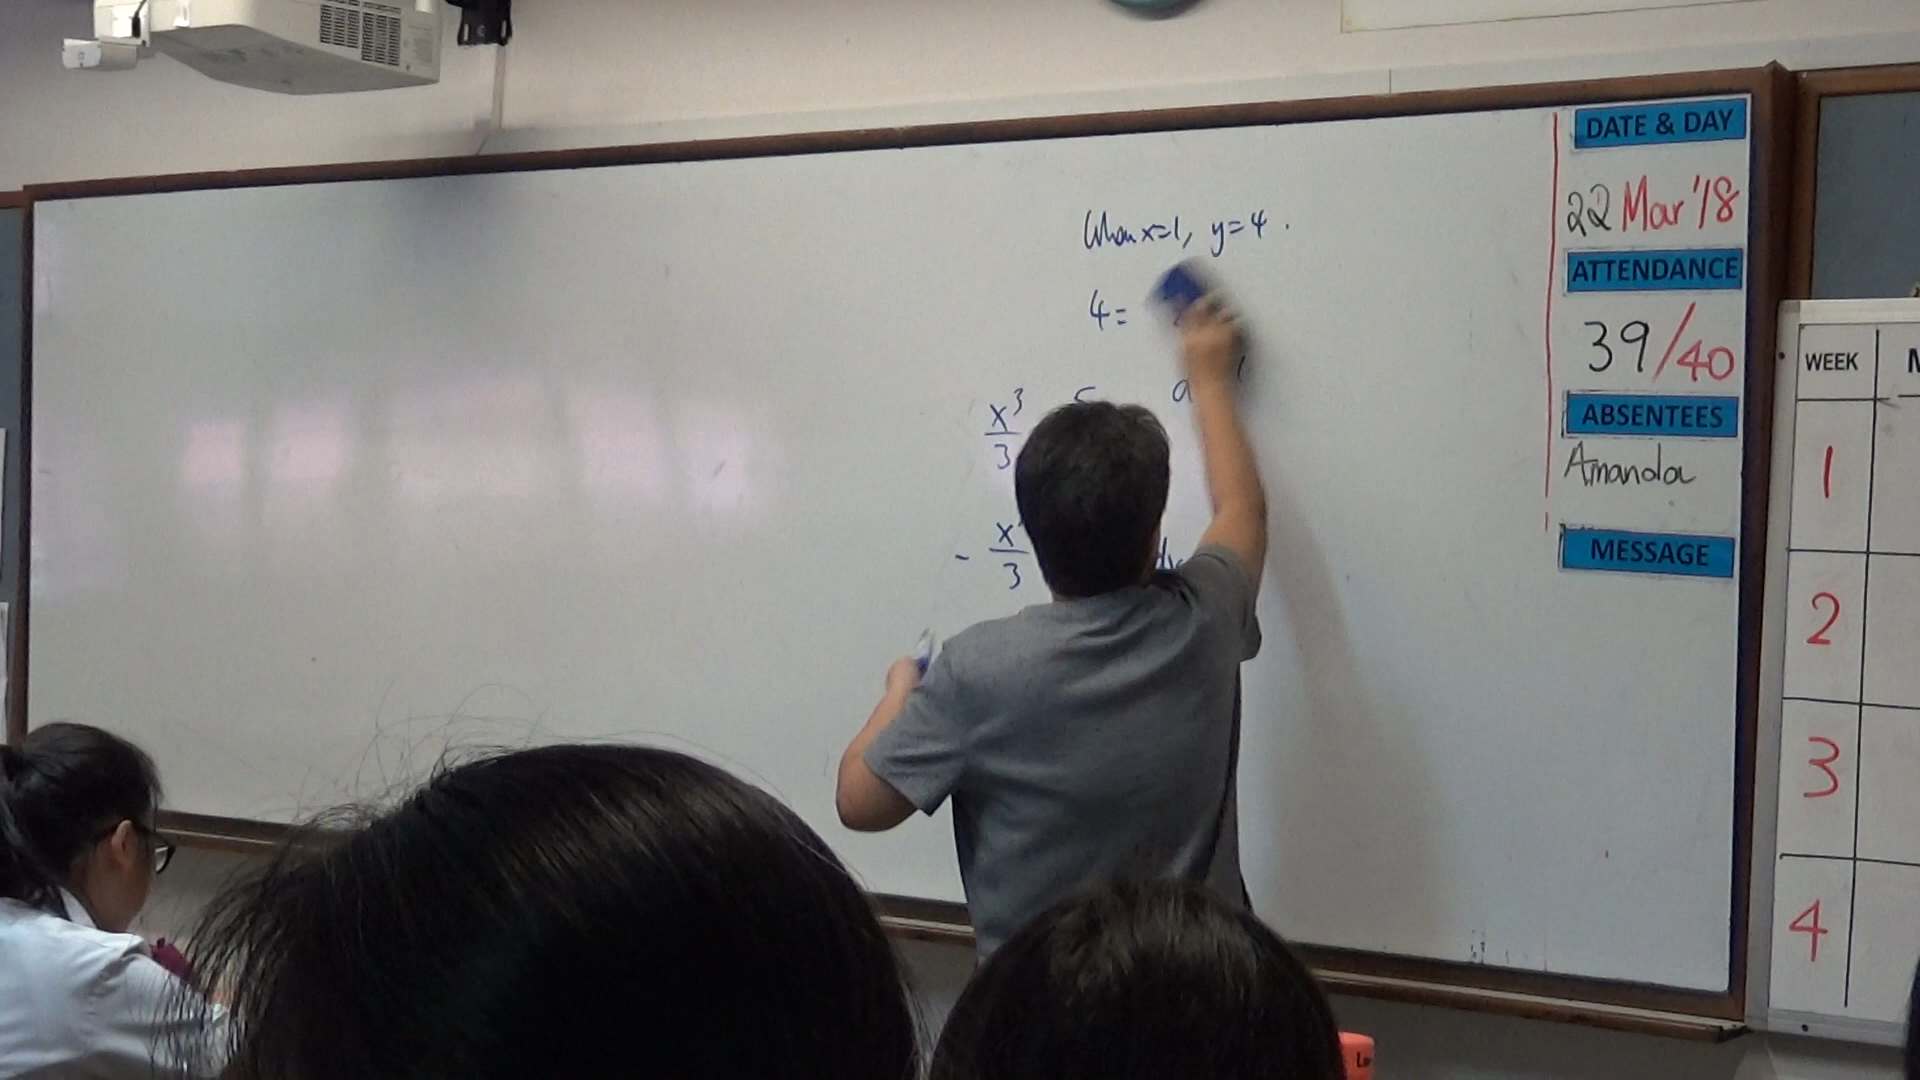 When x=1, y=4.
4=
x³
3
- x
3
DATE & DAY
22 Mar '18
ATTENDANCE
39/40
ABSENTEES
Amanda
MESSAGE
WEEK
1
2
3
4